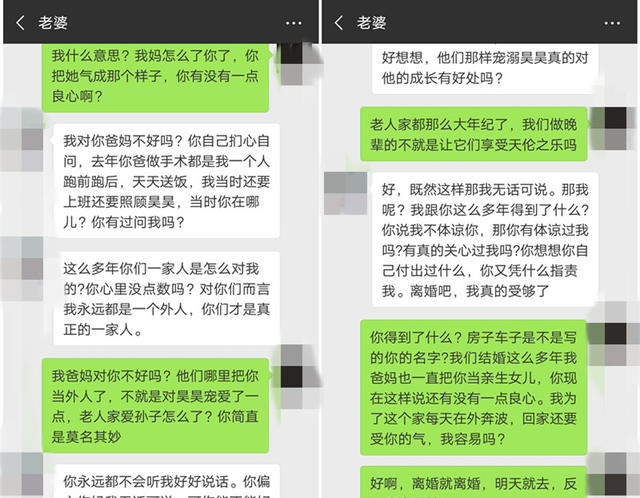 老婆
我什么意思？我妈怎么了你了，你
把她气成那个样子，你有没有一点
良心啊？
我对你爸妈不好吗？你自己扪心自
问，去年你爸做手术都是我一个人
跑前跑后，天天送饭，我当时还要
上班还要照顾昊昊，当时你在哪
儿？你有过问我吗？
这么多年你们一家人是怎么对我
的?你心里没点数吗？对你们而言
我永远都是一个外人，你们才是真
正的一家人。
我爸妈对你不好吗？他们哪里把你
当外人了，不就是对昊昊宠爱了一
点，老人家爱孙子怎么了？你简直
是莫名其妙
你永远都不会听我好好说话。你偏
老婆
好想想，他们那样宠溺昊昊真的对
他的成长有好处吗？
老人家都那么大年纪了，我们做晚
辈的不就是让它们享受天伦之乐吗
好，既然这样那我无话可说。那我
呢？我跟你这么多年得到了什么？
你说我不体谅你，那你有体谅过我
吗?有真的关心过我吗？你想想你自
己付出过什么，你又凭什么指责
我。离婚吧，我真的受够了
你得到了什么？房子车子是不是写
的你的名字?我们结婚这么多年我
爸妈也一直把你当亲生女儿，你现
在这样说还有没有一点良心。我为
了这个家每天在外奔波，回家还要
受你的气，我容易吗？
好啊，离婚就离婚，明天就去，反